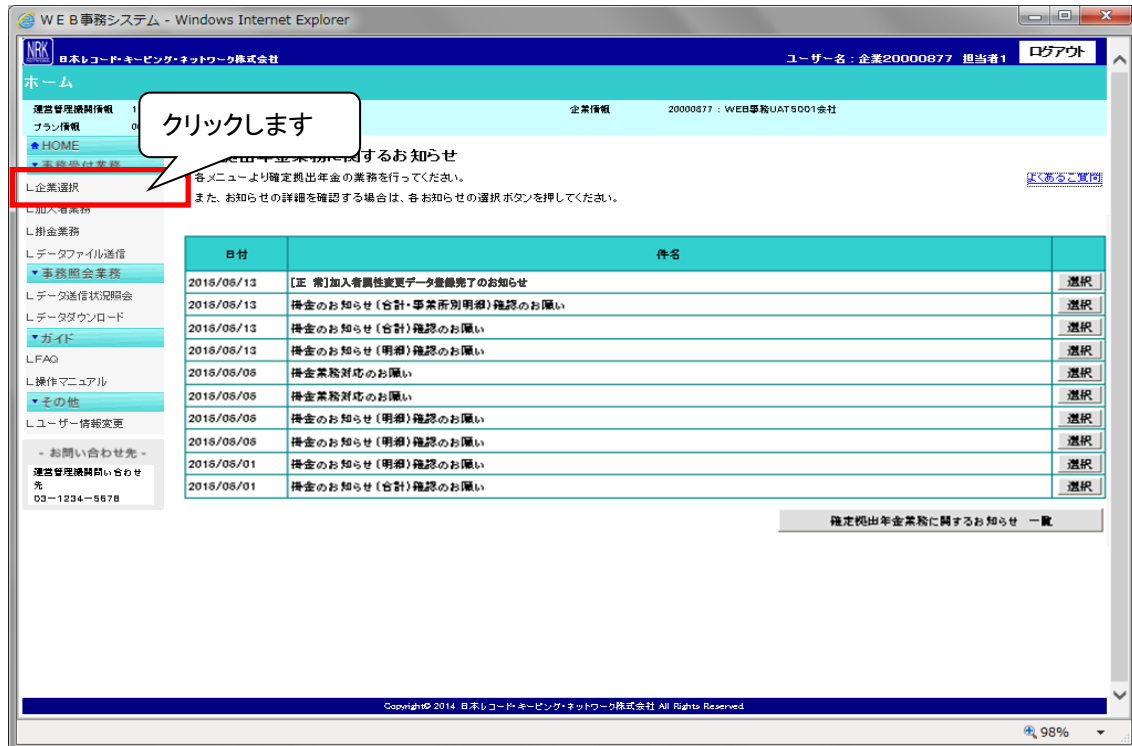 WEB事務システム - Windows Internet Explorer
NRK 日本レコード・キーピング・ネットワーク株式会社
ユーザー名:企業20000877 担当者1
ログアウト
ホーム
運営管理機関情報
企業情報 20000877:WEB事務UAT5001会社
プラン情報
クリックします
HOME
事務受付業務
関するお知らせ
各メニューより確定拠出年金の業務を行ってください。
よくあるご質問
また、お知らせの詳細を確認する場合は、各お知らせの選択ボタンを押してください。
企業選択
加入者業務
掛金業務
データファイル送信
▼事務照会業務
データ送信状況照会
データダウンロード
▼ガイド
FAQ
操作マニュアル
▼その他
ユーザー情報変更
- お問い合わせ先 -
運営管理機関問い合わせ
先
03-1234-5678
日付 件名
2015/05/13 [正 常]加入者属性変更データ登録完了のお知らせ 選択
2015/05/13 掛金のお知らせ(合計・事業所別明細)確認のお願い 選択
2015/05/13 掛金のお知らせ(合計)確認のお願い 選択
2015/05/13 掛金のお知らせ(明細)確認のお願い 選択
掛金業務対応のお願い 選択
掛金業務対応のお願い 選択
掛金のお知らせ(明細)確認のお願い 選択
掛金のお知らせ(明細)確認のお願い 選択
2015/05/01 掛金のお知らせ(明細)確認のお願い 選択
2015/05/01 掛金のお知らせ(合計)確認のお願い 選択
確定拠出年金業務に関するお知らせ 一覧
Copyright© 2014 日本レコード・キーピング・ネットワーク株式会社 All Rights Reserved.
98%